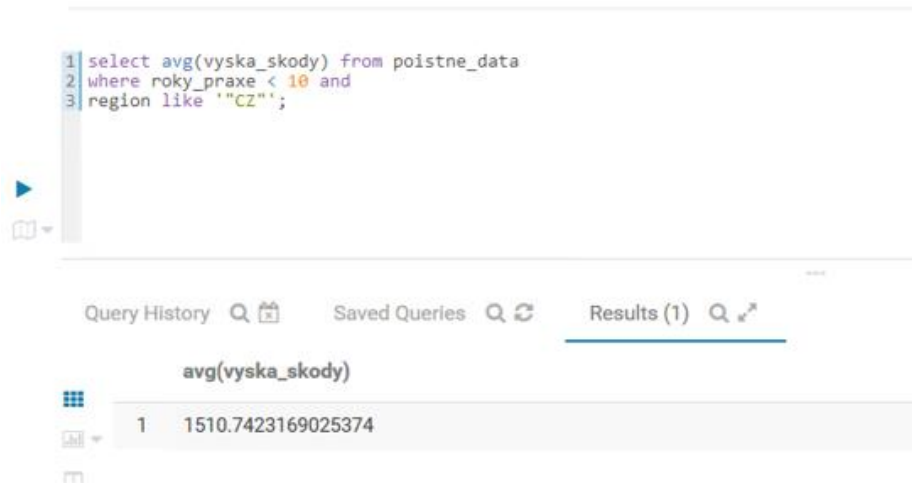 1 select avg(vyska_skody) from poistne_data
2 where roky_praxe < 10 and
3 region like '"CZ"';
Query History Saved Queries Results (1)
avg(vyska_skody)
1 1510.7423169025374